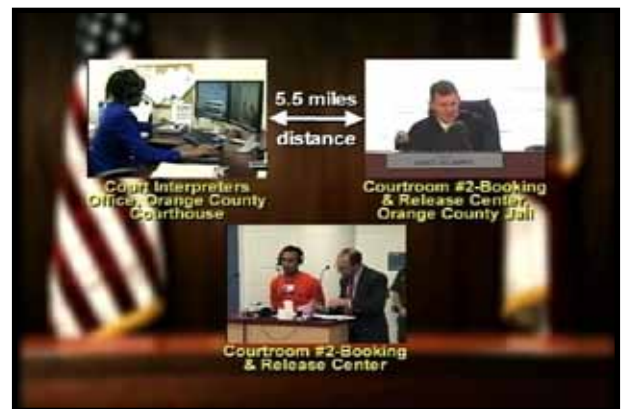 5.5 miles
distance
Court Interpreters
Office, Orange County
Courthouse
Courtroom #2-Booking
& Release Center,
Orange County Jail
Courtroom #2-Booking
& Release Center